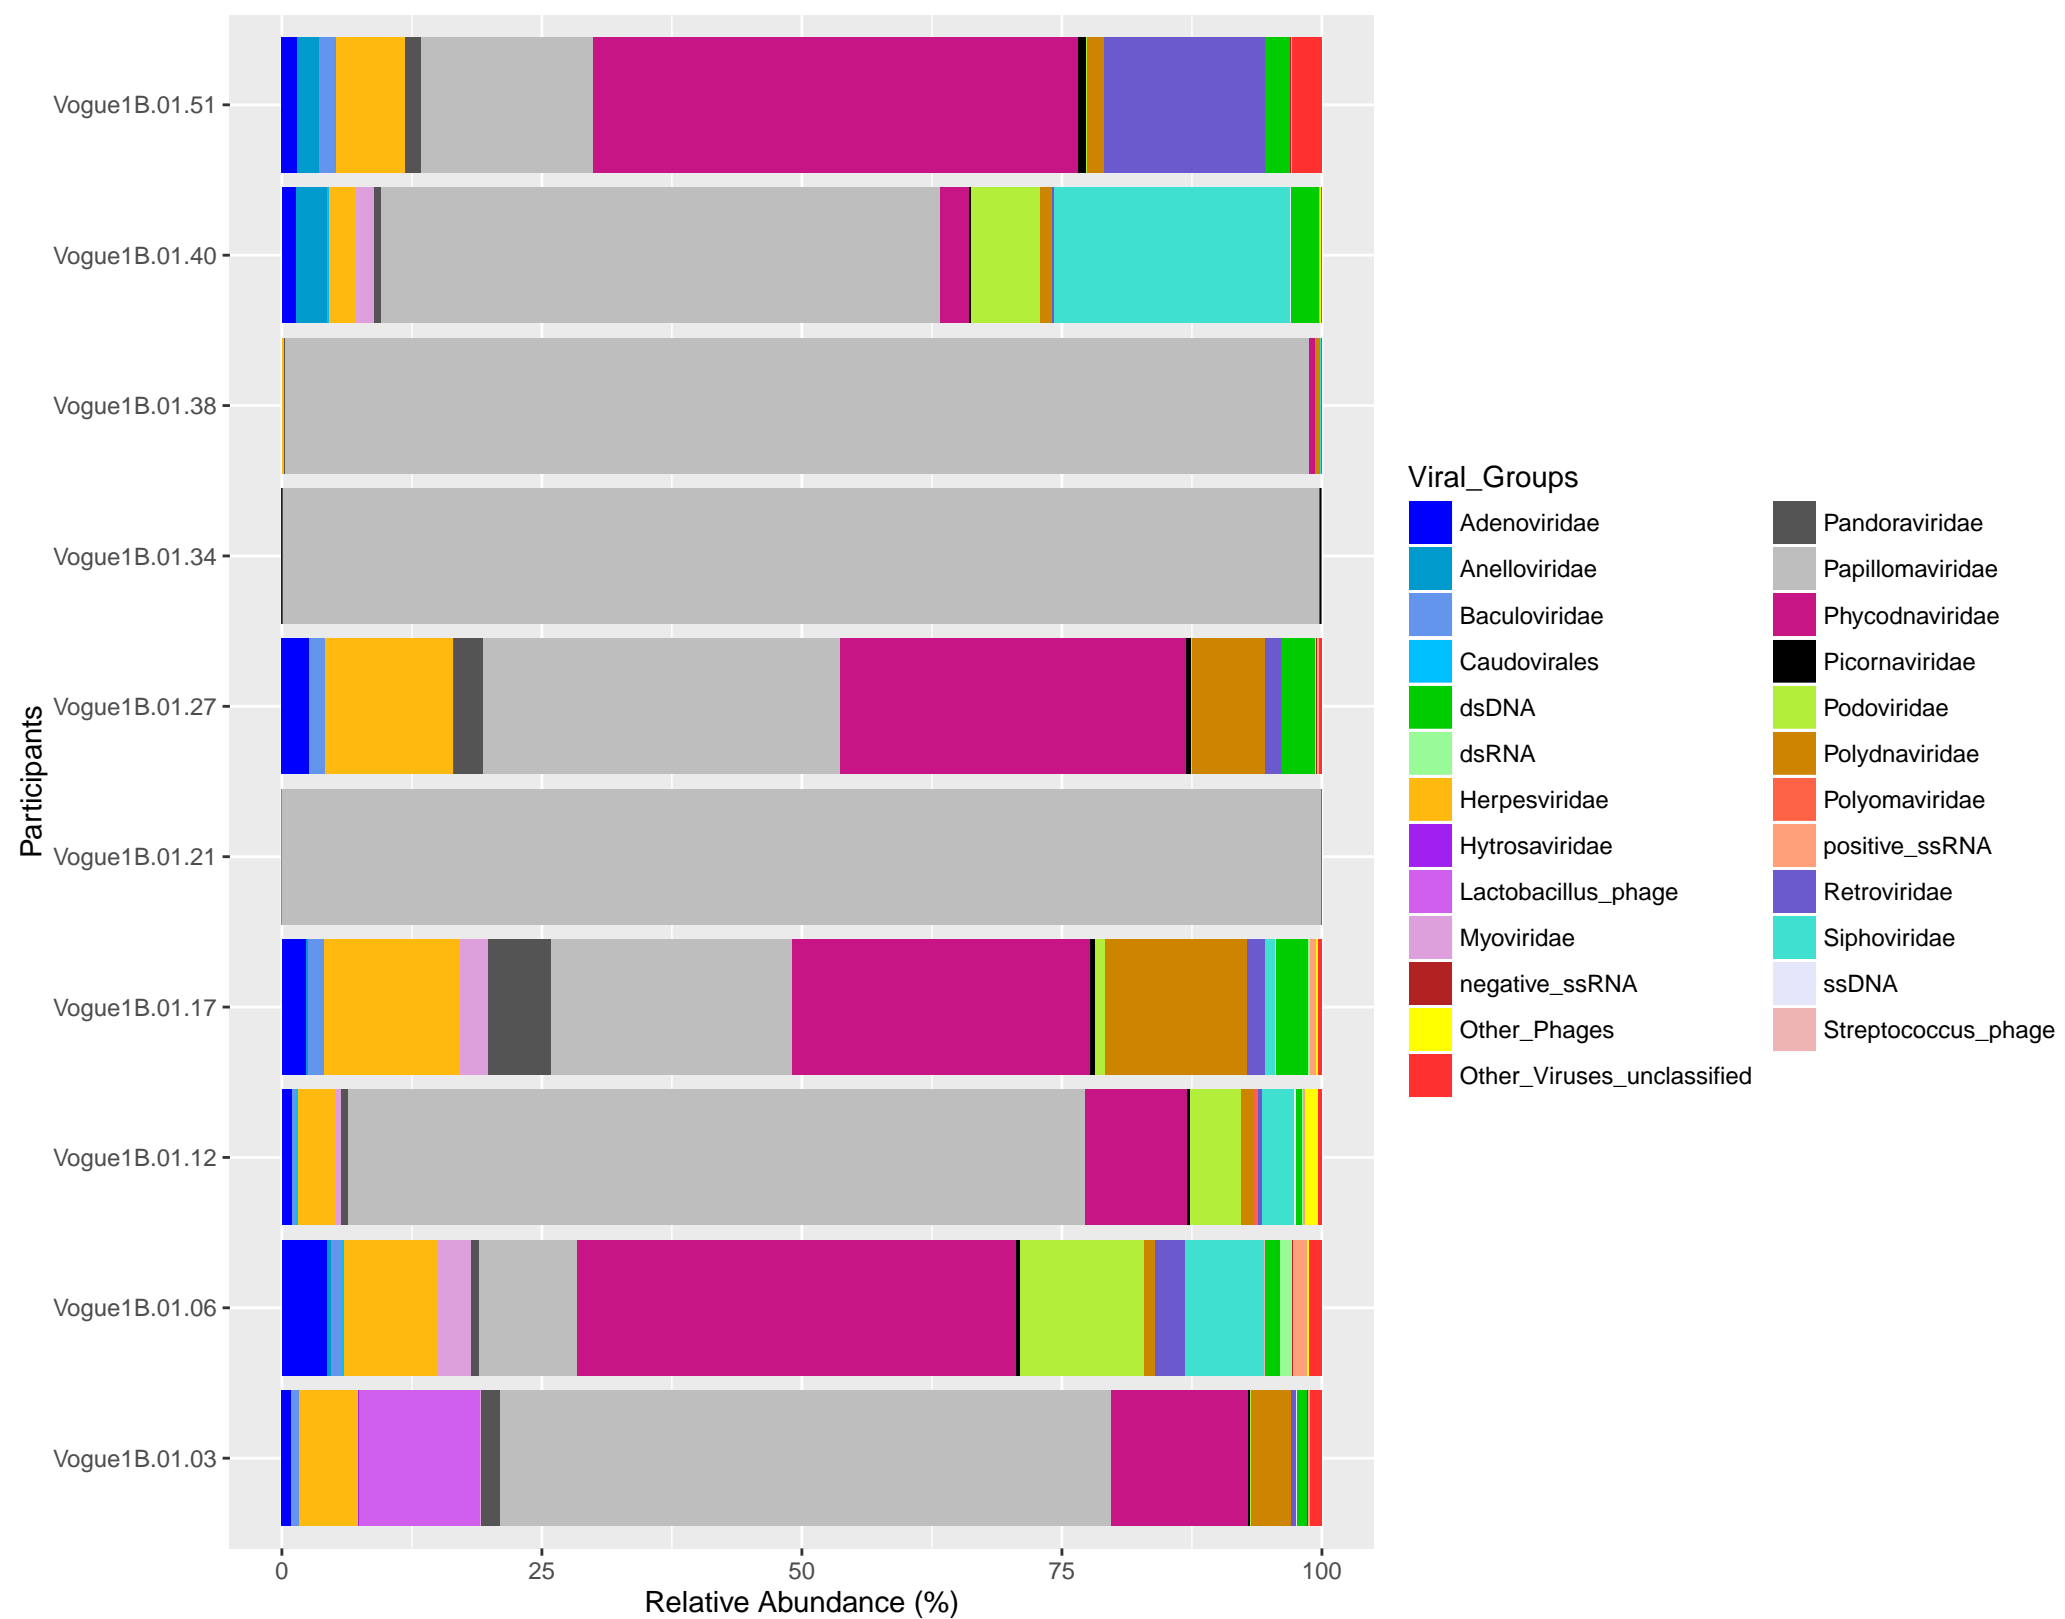 Vogue1B.01.51
Vogue1B.01.40
Vogue1B.01.38
Vogue1B.01.34
Vogue1B.01.27
Vogue1B.01.21
Vogue1B.01.17
Vogue1B.01.12
Vogue1B.01.06
Vogue1B.01.03
Participants
0 25 50 75 100
Relative Abundance (%)
Viral_Groups
Adenoviridae
Anelloviridae
Baculoviridae
Caudovirales
dsDNA
dsRNA
Herpesviridae
Hytrosaviridae
Lactobacillus_phage
Myoviridae
negative_ssRNA
Other_Phages
Other_Viruses_unclassified
Pandoraviridae
Papillomaviridae
Phycodnaviridae
Picornaviridae
Podoviridae
Polydnaviridae
Polyomaviridae
positive_ssRNA
Retroviridae
Siphoviridae
ssDNA
Streptococcus_phage